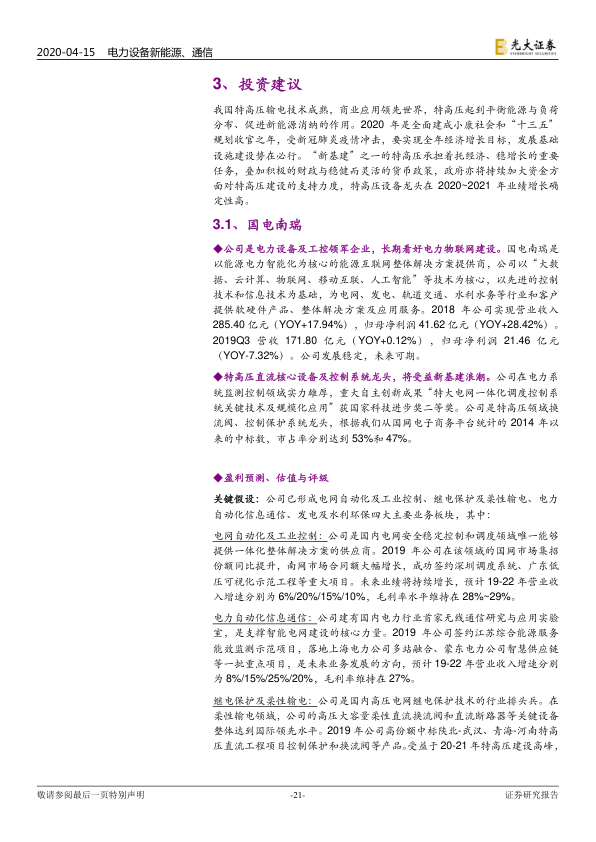 2020-04-15 电力设备新能源、通信
光大证券
EVERBRIGHT SECURITIES
3、投资建议
我国特高压输电技术成熟，商业应用领先世界，特高压起到平衡能源与负荷
分布、促进新能源消纳的作用。2020 年是全面建成小康社会和“十三五”
规划收官之年，受新冠肺炎疫情冲击，要实现全年经济增长目标，发展基础
设施建设势在必行。“新基建”之一的特高压承担着托经济、稳增长的重要
任务，叠加积极的财政与稳健而灵活的货币政策，政府亦将持续加大资金方
面对特高压建设的支持力度，特高压设备龙头在 2020~2021 年业绩增长确
定性高。
3.1、国电南瑞
◆公司是电力设备及工控领军企业，长期看好电力物联网建设。国电南瑞是
以能源电力智能化为核心的能源互联网整体解决方案提供商，公司以“大数
据、云计算、物联网、移动互联、人工智能”等技术为核心，以先进的控制
技术和信息技术为基础，为电网、发电、轨道交通、水利水务等行业和客户
提供软硬件产品、整体解决方案及应用服务。2018 年公司实现营业收入
285.40 亿元（YOY+17.94%），归母净利润 41.62 亿元（YOY+28.42%）。
2019Q3 营收 171.80 亿元（YOY+0.12%），归母净利润 21.46 亿元
（YOY-7.32%）。公司发展稳定，未来可期。
◆特高压直流核心设备及控制系统龙头，将受益新基建浪潮。公司在电力系
统监测控制领域实力雄厚，重大自主创新成果“特大电网一体化调度控制系
统关键技术及规模化应用”获国家科技进步奖二等奖。公司是特高压领域换
流阀、控制保护系统龙头，根据我们从国网电子商务平台统计的 2014 年以
来的中标数，市占率分别达到 53%和 47%。
◆盈利预测、估值与评级
关键假设：公司已形成电网自动化及工业控制、继电保护及柔性输电、电力
自动化信息通信、发电及水利环保四大主要业务板块，其中：
电网自动化及工业控制：公司是国内电网安全稳定控制和调度领域唯一能够
提供一体化整体解决方案的供应商。2019 年公司在该领域的国网市场集招
份额同比提升，南网市场合同额大幅增长，成功签约深圳调度系统、广东低
压可视化示范工程等重大项目。未来业绩将持续增长，预计 19-22 年营业收
入增速分别为 6%/20%/15%/10%，毛利率水平维持在 28%~29%。
电力自动化信息通信：公司建有国内电力行业首家无线通信研究与应用实验
室，是支撑智能电网建设的核心力量。2019 年公司签约江苏综合能源服务
能效监测示范项目，落地上海电力公司多站融合、蒙东电力公司智慧供应链
等一批重点项目，是未来业务发展的方向，预计 19-22 年营业收入增速分别
为 8%/15%/25%/20%，毛利率维持在 27%。
继电保护及柔性输电：公司是国内高压电网继电保护技术的行业排头兵。在
柔性输电领域，公司的高压大容量柔性直流换流阀和直流断路器等关键设备
整体达到国际领先水平。2019 年公司高份额中标陕北-武汉、青海-河南特高
压直流工程项目控制保护和换流阀等产品。受益于 20-21 年特高压建设高峰，
敬请参阅最后一页特别声明
-21-
证券研究报告